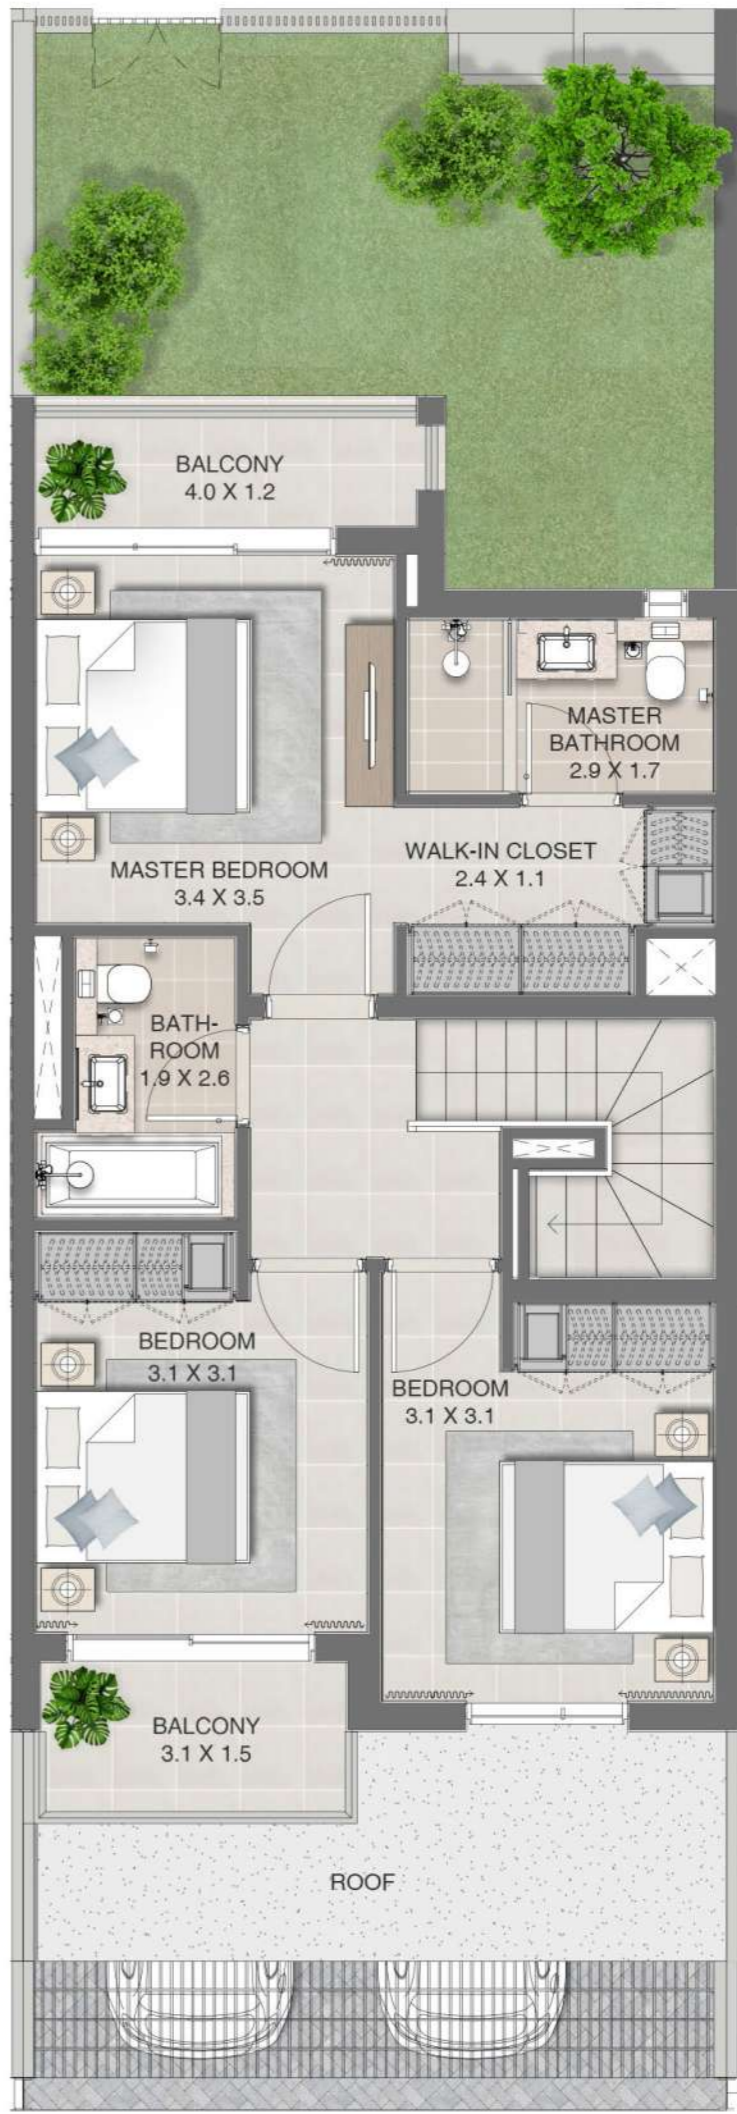 BALCONY
4.0 X 1.2
MASTER
BATHROOM
2.9 X 1.7
MASTER BEDROOM
3.4 X 3.5
WALK-IN CLOSET
2.4 X 1.1
BATH-
ROOM
1.9 X 2.6
BEDROOM
3.1 X 3.1
BEDROOM
3.1 X 3.1
BALCONY
3.1 X 1.5
ROOF